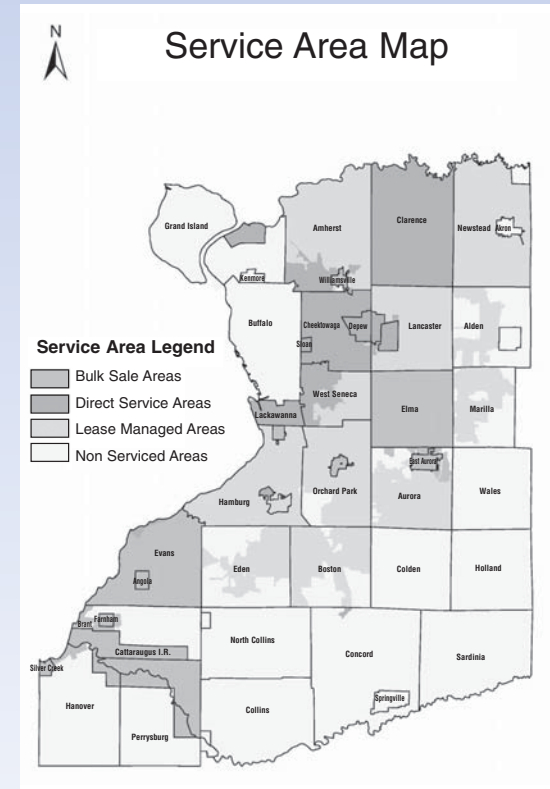 N
Service Area Map
Grand Island
Amherst
Clarence
Newstead
Akron
Kenmore
Williamsville
Buffalo
Cheektowaga
Depew
Lancaster
Alden
Sloan
Service Area Legend
Bulk Sale Areas
Direct Service Areas
Lease Managed Areas
Non Serviced Areas
West Seneca
Elma
Marilla
Lackawanna
East Aurora
Hamburg
Orchard Park
Aurora
Wales
Evans
Eden
Boston
Colden
Holland
Angola
Brant
Farnham
North Collins
Cattaraugus I.R.
Concord
Sardinia
Silver Creek
Hanover
Collins
Springville
Perrysburg